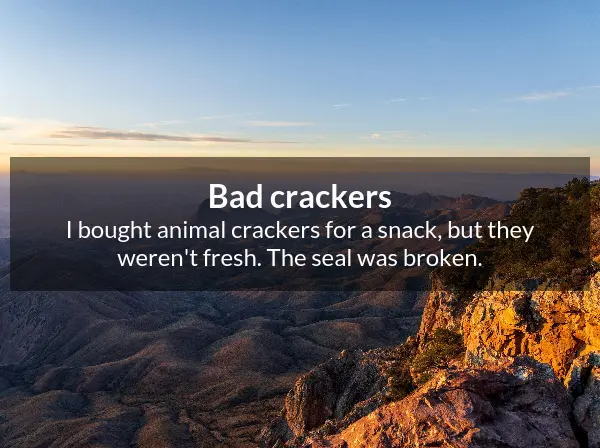 Bad crackers
I bought animal crackers for a snack, but they
weren't fresh. The seal was broken.